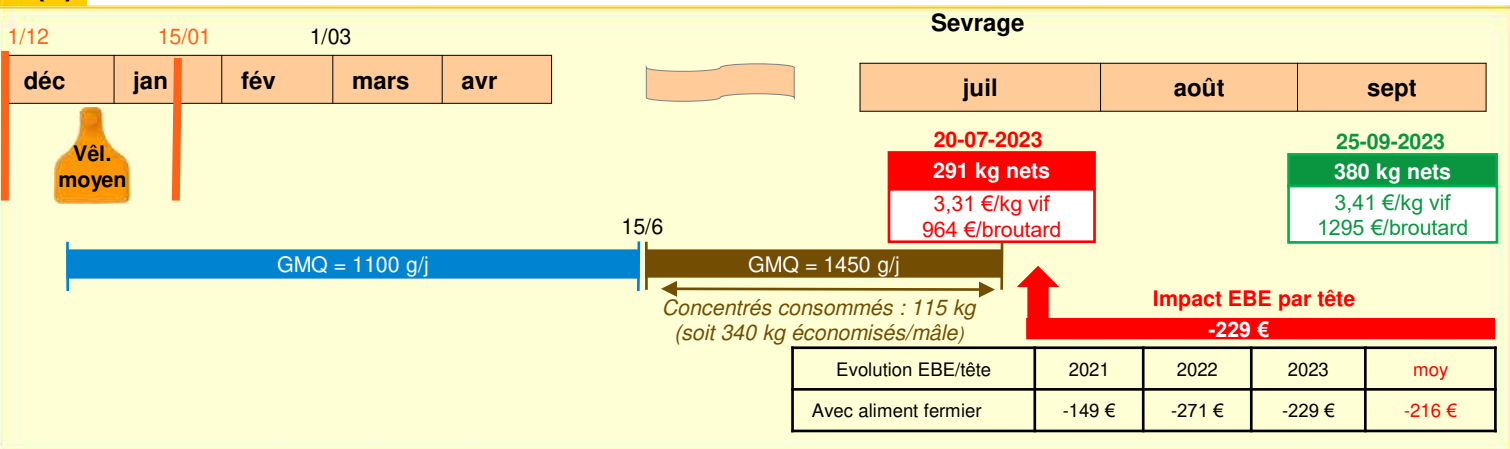 Sevrage
1/12 15/01 1/03
déc jan fév mars avr
juil août sept
Vêl.
moyen
20-07-2023
291 kg nets
3,31 €/kg vif
964 €/broutard
25-09-2023
380 kg nets
3,41 €/kg vif
1295 €/broutard
15/6
GMQ = 1100 g/j
GMQ = 1450 g/j
Concentrés consommés : 115 kg
(soit 340 kg économisés/mâle)
Impact EBE par tête
-229 €
Evolution EBE/tête 2021 2022 2023 moy
Avec aliment fermier -149 € -271 € -229 € -216 €